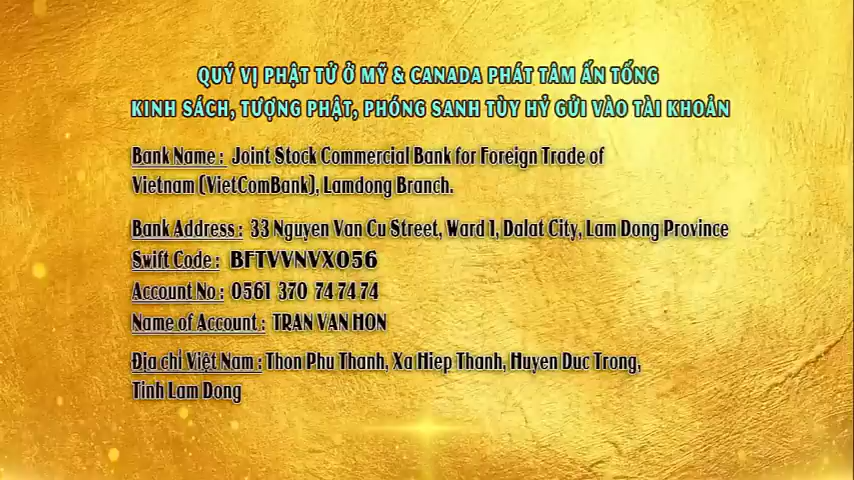 QUÝ VỊ PHẬT TỬ Ở MỸ & CANADA PHÁT TÂM ẤN TỐNG
KINH SÁCH, TƯỢNG PHẬT, PHÓNG SANH TÙY HỶ GỬI VÀO TÀI KHOẢN
Bank Name : Joint Stock Commercial Bank for Foreign Trade of
Vietnam (VietComBank), Lamdong Branch.
Bank Address : 33 Nguyen Van Cu Street, Ward 1, Dalat City, Lam Dong Province
Swift Code : BFTVVNVX056
Account No : 0561 370 747474
Name of Account : TRAN VAN HON
Địa chỉ Việt Nam : Thon Phu Thanh, Xa Hiep Thanh, Huyen Duc Trong,
Tinh Lam Dong